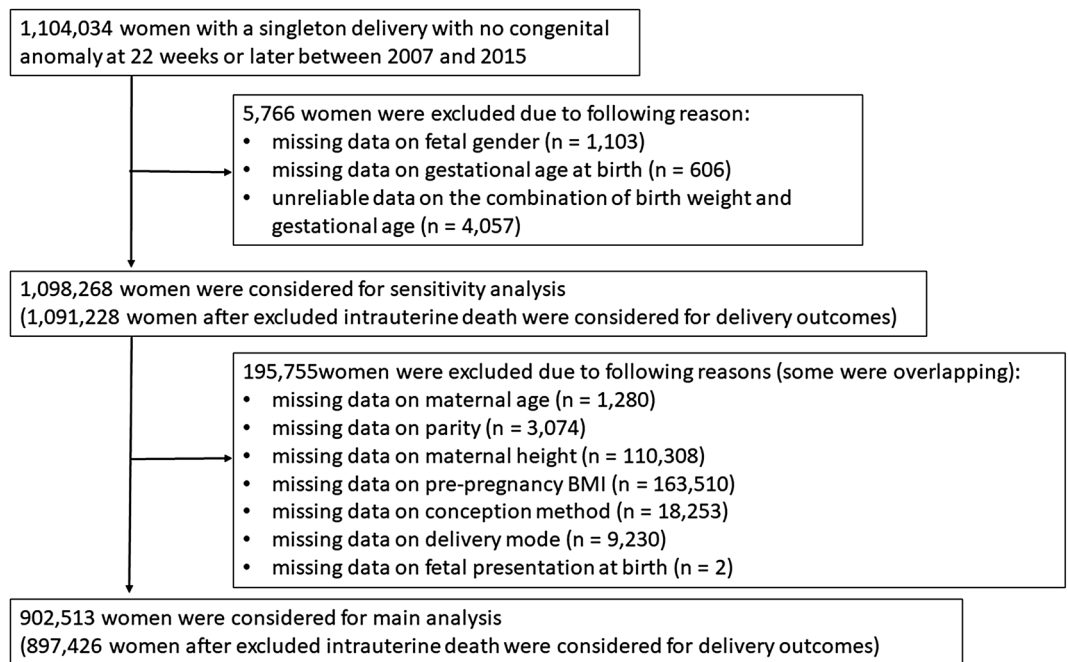 1,104,034 women with a singleton delivery with no congenital
anomaly at 22 weeks or later between 2007 and 2015
5,766 women were excluded due to following reason:
• missing data on fetal gender (n = 1,103)
• missing data on gestational age at birth (n = 606)
• unreliable data on the combination of birth weight and
gestational age (n = 4,057)
1,098,268 women were considered for sensitivity analysis
(1,091,228 women after excluded intrauterine death were considered for delivery outcomes)
195,755women were excluded due to following reasons (some were overlapping):
• missing data on maternal age (n = 1,280)
• missing data on parity (n = 3,074)
• missing data on maternal height (n = 110,308)
• missing data on pre-pregnancy BMI (n = 163,510)
• missing data on conception method (n = 18,253)
• missing data on delivery mode (n = 9,230)
• missing data on fetal presentation at birth (n = 2)
902,513 women were considered for main analysis
(897,426 women after excluded intrauterine death were considered for delivery outcomes)